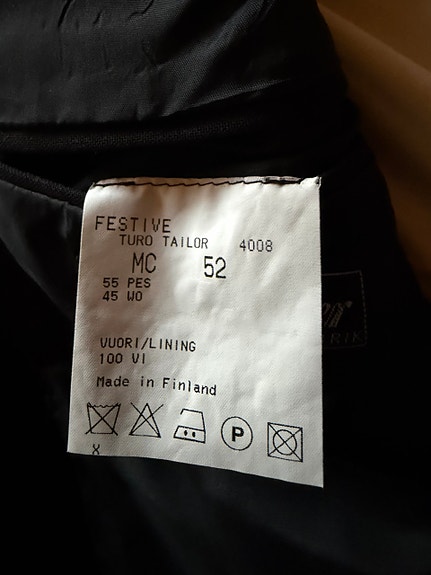 FESTIVE
TURO TAILOR 4008
MC 52
55 PES
45 WO
VUORI/LINING
100 VI
Made in Finland
P
X